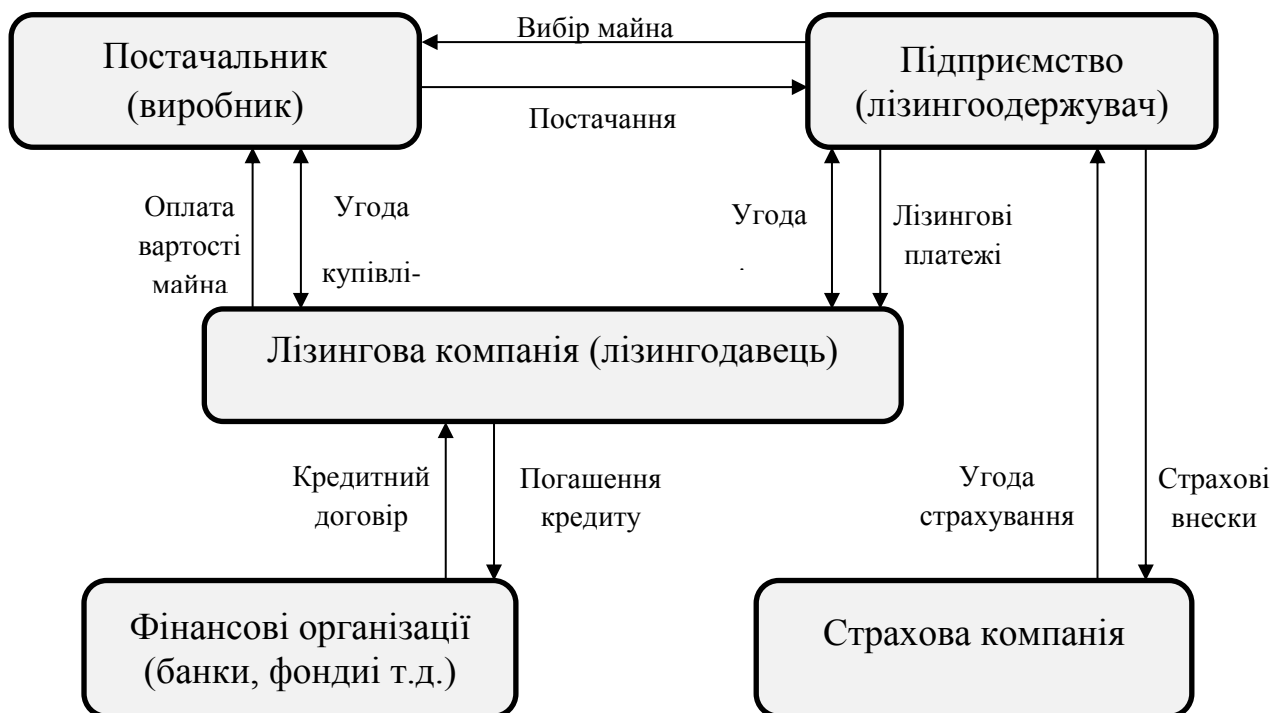 Вибір майна
Постачальник
(виробник)
Підприємство
(лізингоодержувач)
Постачання
Оплата
вартості
майна
Угода
купівлі-
Угода
Лізингові
платежі
Лізингова компанія (лізингодавець)
Кредитний
договір
Погашення
кредиту
Угода
страхування
Страхові
внески
Фінансові організації
(банки, фондиі т.д.)
Страхова компанія